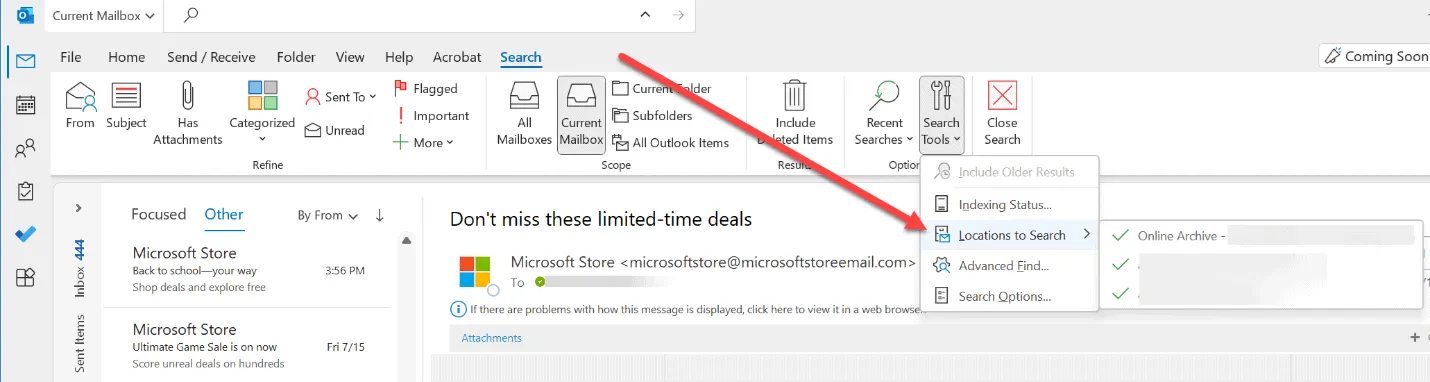 Current Mailbox
File Home Send / Receive Folder View Help Acrobat Search
Coming Soon
From
Subject
Has Attachments
Categorized
Sent To
Unread
Flagged
Important
More
Refine
All Mailboxes
Current Mailbox
Current Folder
Subfolders
All Outlook Items
Scope
Include
Deleted Items
Results
Recent Searches
Search Tools
Close Search
Include Older Results
Indexing Status...
Locations to Search
Advanced Find...
Search Options...
Online Archive -
Inbox 444
Sent Items
Focused Other By From
Microsoft Store
Back to school—your way 3:56 PM
Shop deals and explore free
Microsoft Store
Ultimate Game Sale is on now Fri 7/15
Score unreal deals on hundreds
Don't miss these limited-time deals
Microsoft Store <microsoftstore@microsoftstoreemail.com>
To
If there are problems with how this message is displayed, click here to view it in a web browser
Attachments